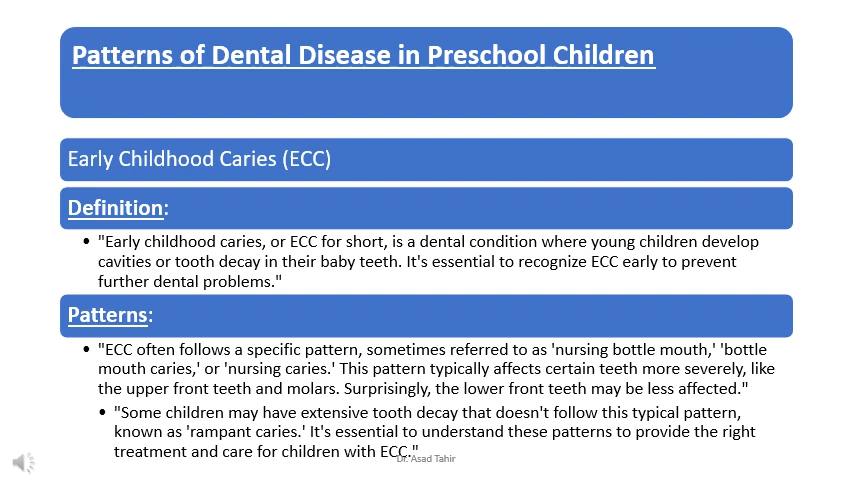 Patterns of Dental Disease in Preschool Children
Early Childhood Caries (ECC)
Definition:
• "Early childhood caries, or ECC for short, is a dental condition where young children develop
cavities or tooth decay in their baby teeth. It's essential to recognize ECC early to prevent
further dental problems."
Patterns:
• "ECC often follows a specific pattern, sometimes referred to as 'nursing bottle mouth,' 'bottle
mouth caries,' or 'nursing caries.' This pattern typically affects certain teeth more severely, like
the upper front teeth and molars. Surprisingly, the lower front teeth may be less affected."
• "Some children may have extensive tooth decay that doesn't follow this typical pattern,
known as 'rampant caries.' It's essential to understand these patterns to provide the right
treatment and care for children with ECC."
Dr. Asad Tahir